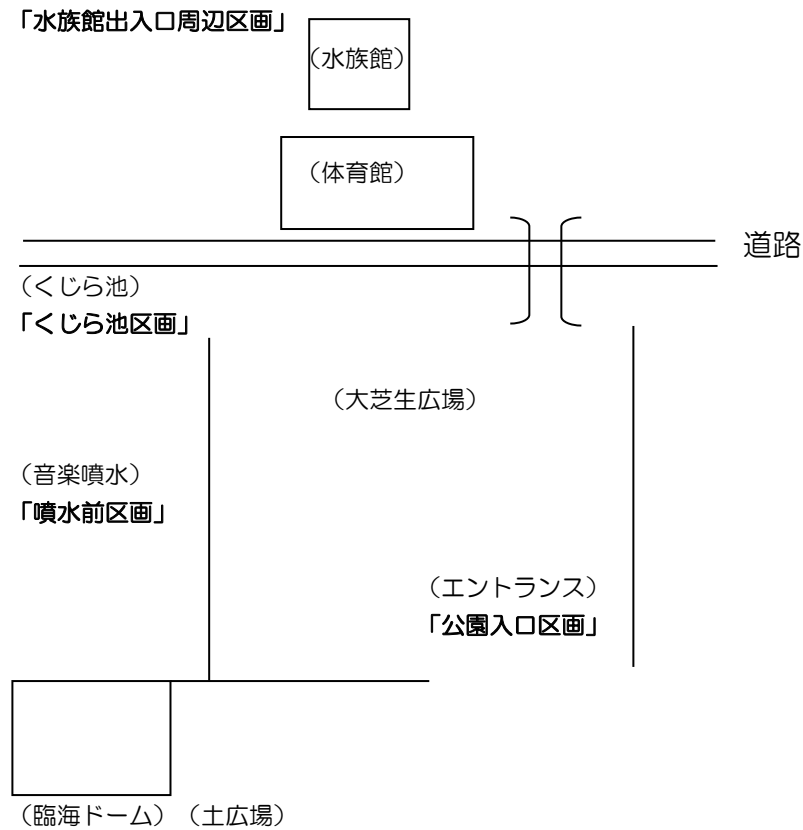 「水族館出入口周辺区画」
（水族館）
（体育館）
道路
（くじら池）
「くじら池区画」
（大芝生広場）
（音楽噴水）
「噴水前区画」
（エントランス）
「公園入口区画」
（臨海ドーム）（土広場）